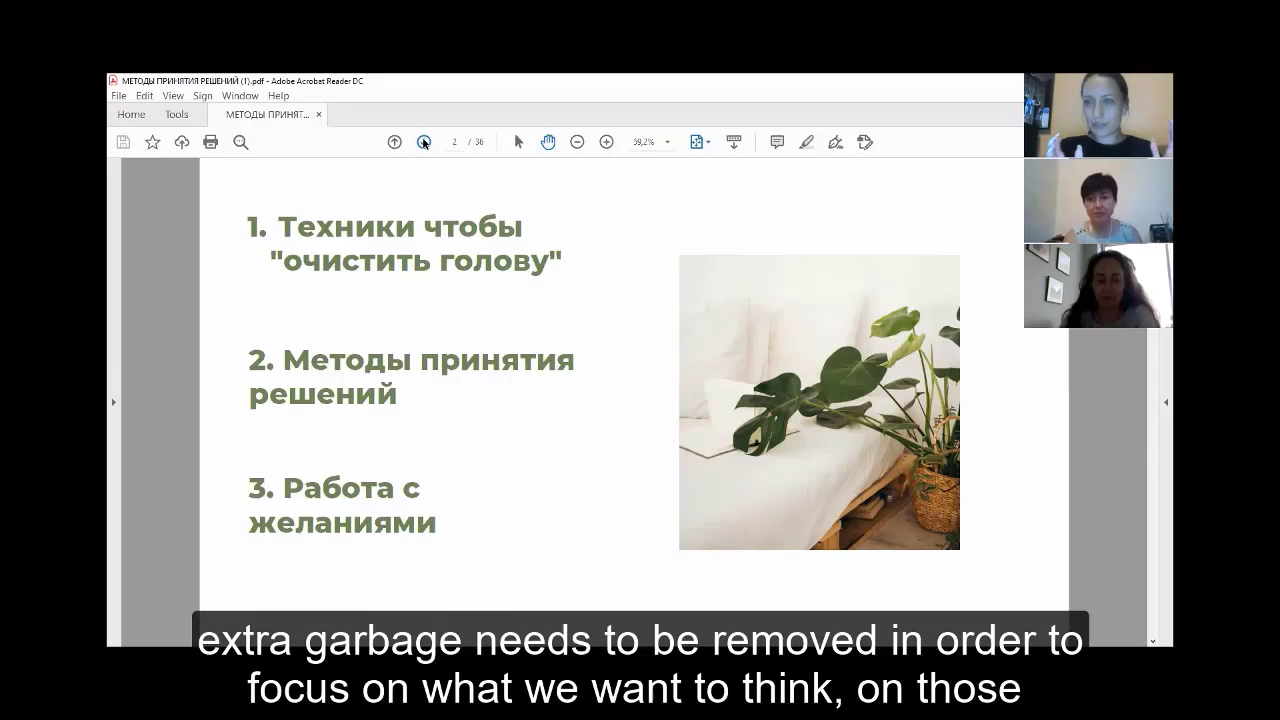 МЕТОДЫ ПРИНЯТИЯ РЕШЕНИЙ (1).pdf - Adobe Acrobat Reader DC
File Edit View Sign Window Help
Home Tools МЕТОДЫ ПРИНЯТ... ×
2 / 36 59,2%
1. Техники чтобы
"очистить голову"
2. Методы принятия
решений
3. Работа с
желаниями
extra garbage needs to be removed in order to
focus on what we want to think, on those